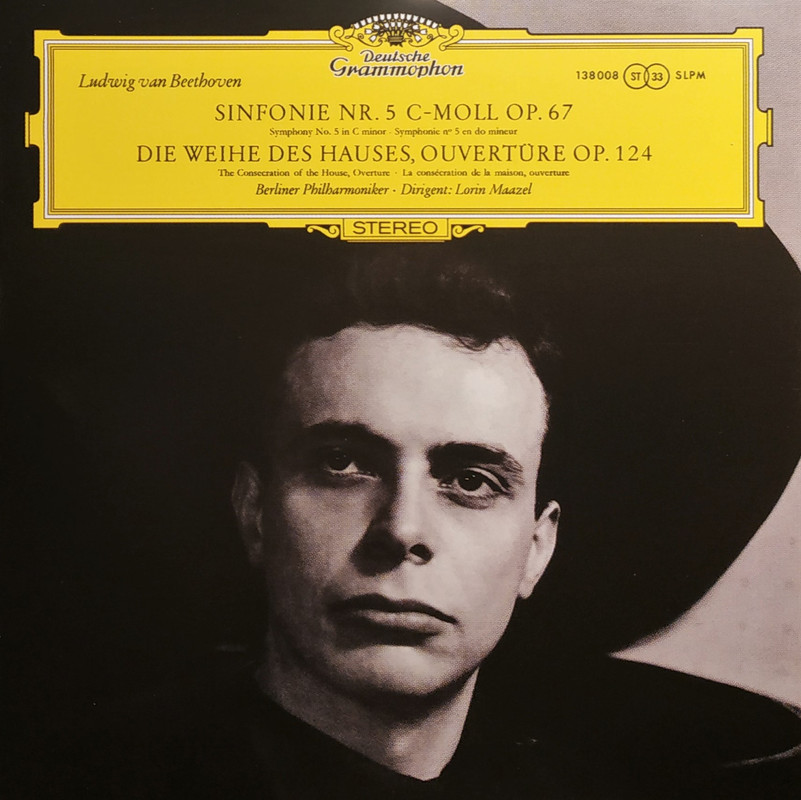 Deutsche
Grammophon
Ludwig van Beethoven
138008 ST 33 SLPM
SINFONIE NR. 5 C-MOLL OP. 67
Symphony No. 5 in C minor · Symphonie nº 5 en do mineur
DIE WEIHE DES HAUSES, OUVERTÜRE OP. 124
The Consecration of the House, Overture · La consécration de la maison, ouverture
Berliner Philharmoniker · Dirigent: Lorin Maazel
STEREO